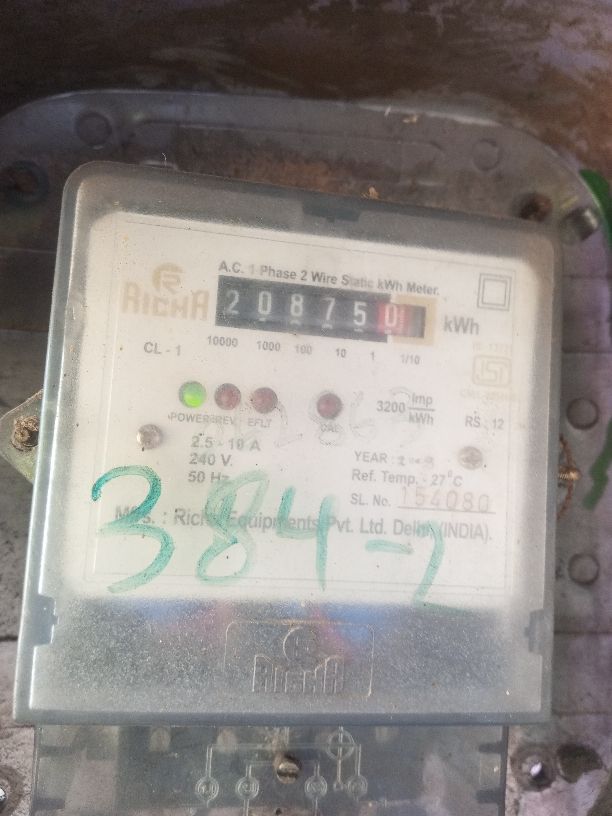 A.C. 1 Phase 2 Wire Static kWh Meter.
RICHA
208750 kWh
10000 1000 100 10 1 1/10
CL - 1
3200 Imp/kWh
POWER REV EFLT CAL
RS. 12
2.5 - 10 A
240 V.
50 Hz
YEAR :
Ref. Temp. - 27°C
SL. No. 154080
384-2
Mfs. : Richa Equipments Pvt. Ltd. Delhi (INDIA).
RICHA